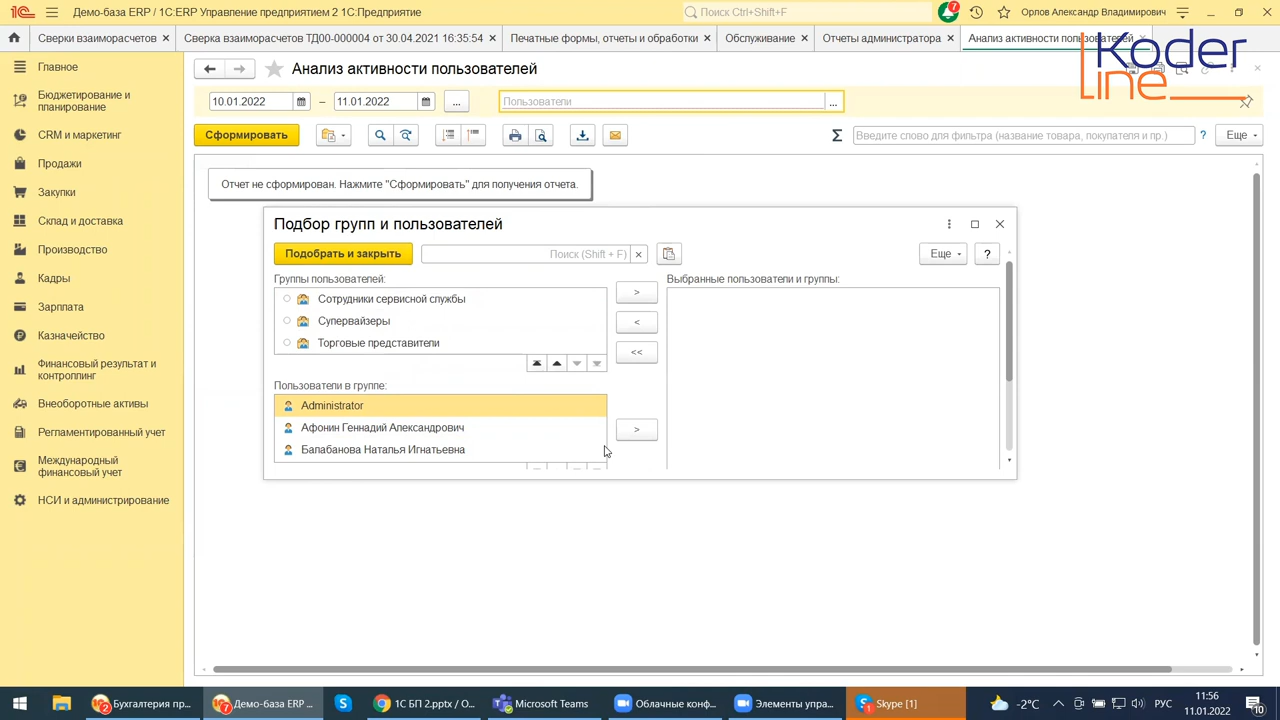 Демо-база ERP / 1C:ERP Управление предприятием 2 1С:Предприятие
Поиск Ctrl+Shift+F
7
Орлов Александр Владимирович
Сверки взаиморасчетов
Сверка взаиморасчетов ТД00-000004 от 30.04.2021 16:35:54
Печатные формы, отчеты и обработки
Обслуживание
Отчеты администратора
Анализ активности пользователей
Koder
line
Главное
Бюджетирование и
планирование
CRM и маркетинг
Продажи
Закупки
Склад и доставка
Производство
Кадры
Зарплата
Казначейство
Финансовый результат и
контроллинг
Внеоборотные активы
Регламентированный учет
Международный
финансовый учет
НСИ и администрирование
Анализ активности пользователей
10.01.2022 – 11.01.2022 ...
Пользователи ...
Сформировать
Σ
Введите слово для фильтра (название товара, покупателя и пр.)
?
Еще
Отчет не сформирован. Нажмите "Сформировать" для получения отчета.
Подбор групп и пользователей
Подобрать и закрыть
Поиск (Shift + F)
Еще
?
Группы пользователей:
Сотрудники сервисной службы
Супервайзеры
Торговые представители
>
<
<<
Выбранные пользователи и группы:
Пользователи в группе:
Administrator
Афонин Геннадий Александрович
Балабанова Наталья Игнатьевна
>
2
Бухгалтерия пр...
7
Демо-база ERP ...
1С БП 2.pptx / О...
Microsoft Teams
Облачные конф...
Элементы управ...
Skype [1]
-2°C
РУС
11:56
11.01.2022
10